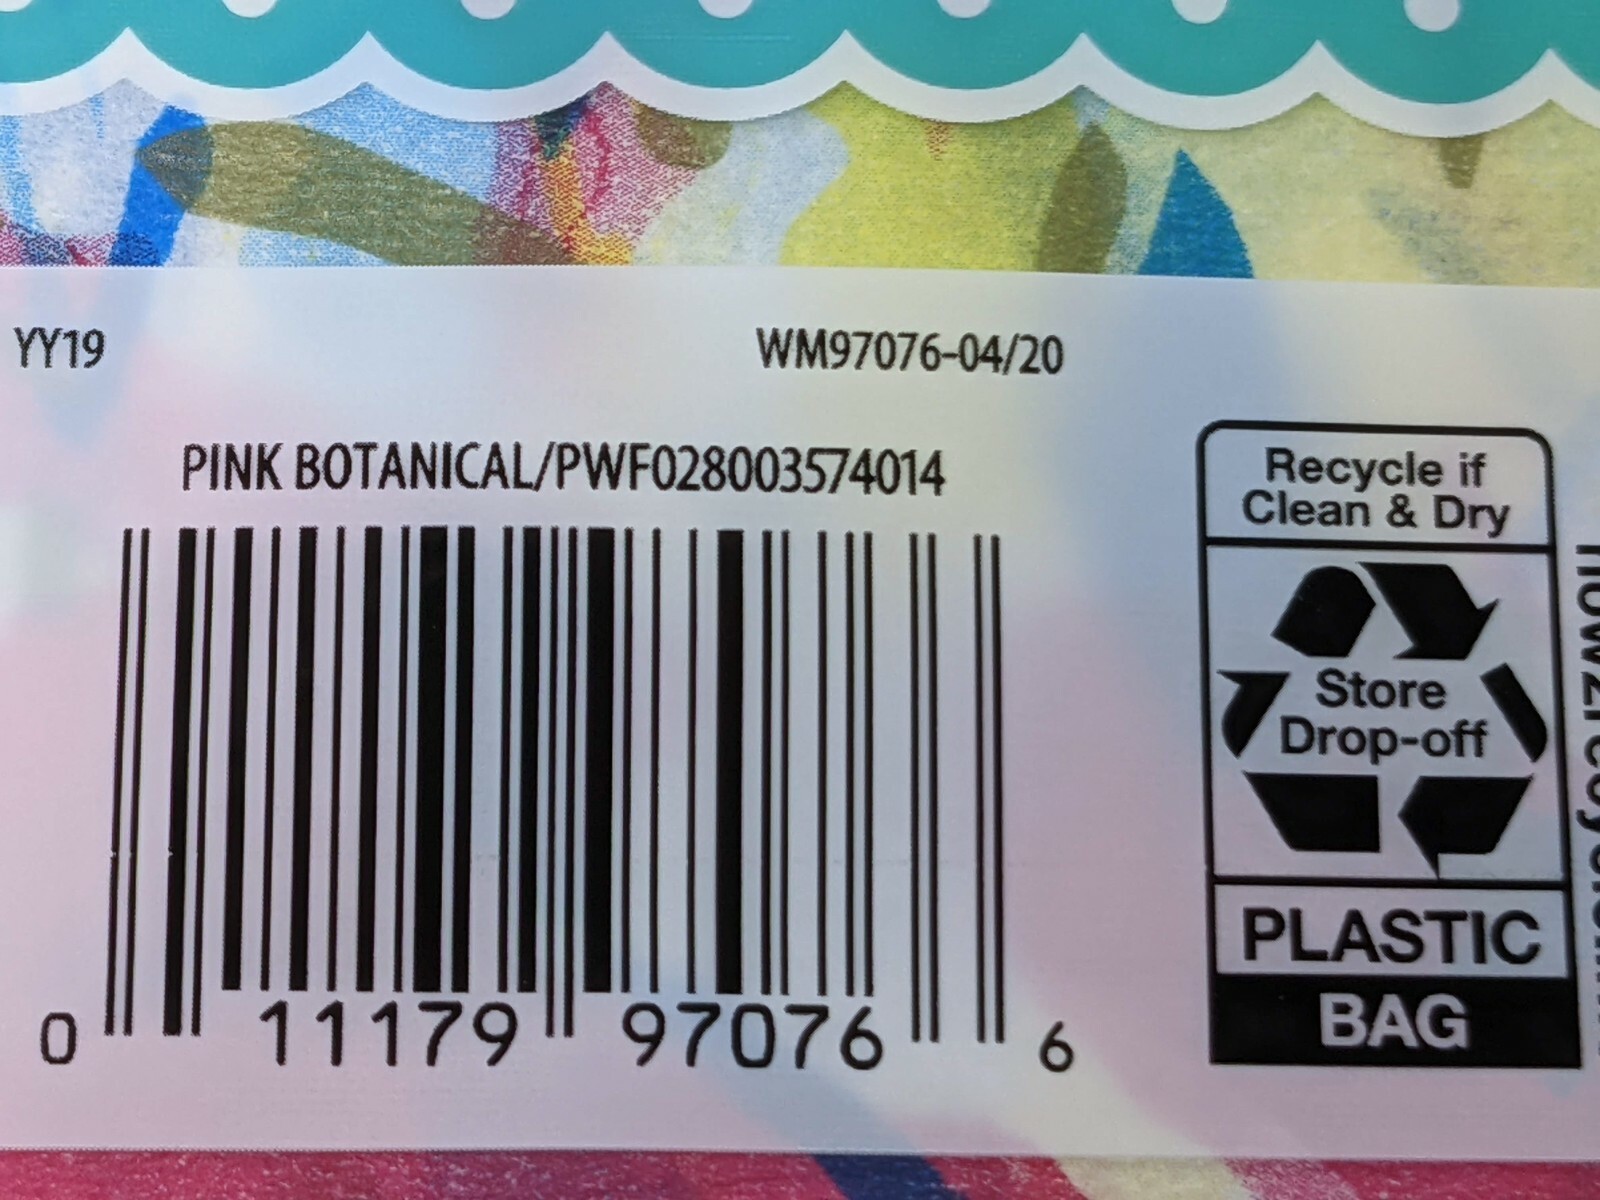 YY19
WM97076-04/20
PINK BOTANICAL/PWF028003574014
0 11179 97076 6
Recycle if
Clean & Dry
Store
Drop-off
PLASTIC
BAG